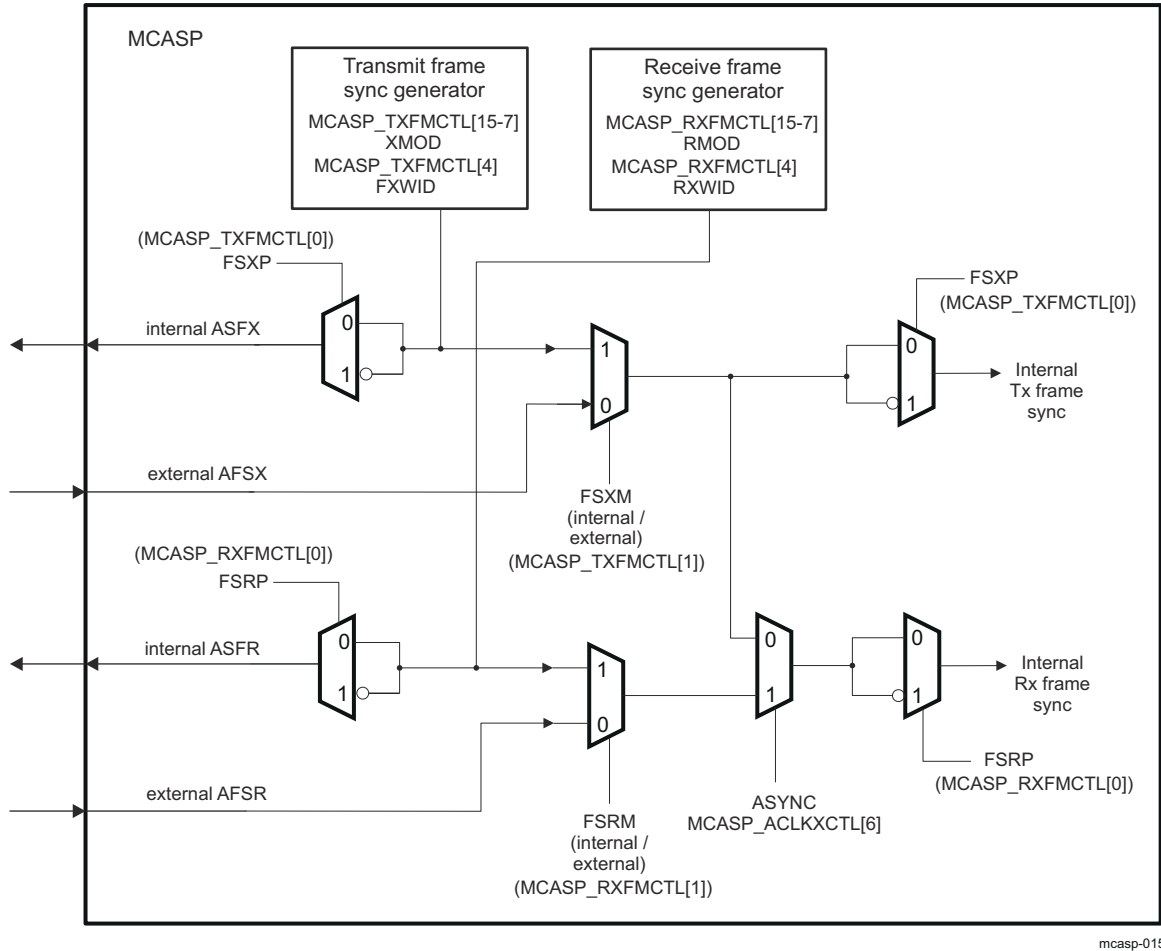 MCASP
Transmit frame
sync generator
MCASP_TXFMCTL[15-7]
XMOD
MCASP_TXFMCTL[4]
FXWID
Receive frame
sync generator
MCASP_RXFMCTL[15-7]
RMOD
MCASP_RXFMCTL[4]
RXWID
(MCASP_TXFMCTL[0])
FSXP
internal ASFX
0
1
1
0
FSXP
(MCASP_TXFMCTL[0])
0
1
Internal
Tx frame
sync
external AFSX
FSXM
(internal /
external)
(MCASP_TXFMCTL[1])
(MCASP_RXFMCTL[0])
FSRP
internal ASFR
0
1
1
0
0
1
0
1
Internal
Rx frame
sync
external AFSR
FSRM
(internal /
external)
(MCASP_RXFMCTL[1])
ASYNC
MCASP_ACLKXCTL[6]
FSRP
(MCASP_RXFMCTL[0])
mcasp-015